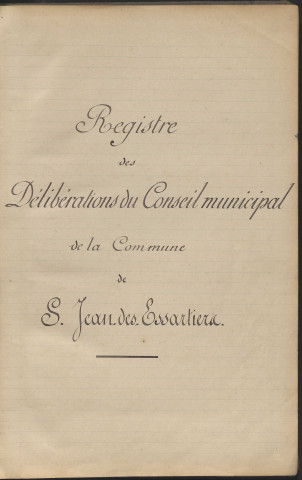 Registre
des
Délibérations du Conseil municipal
de la Commune
de
S. Jean-des-Essartiers.